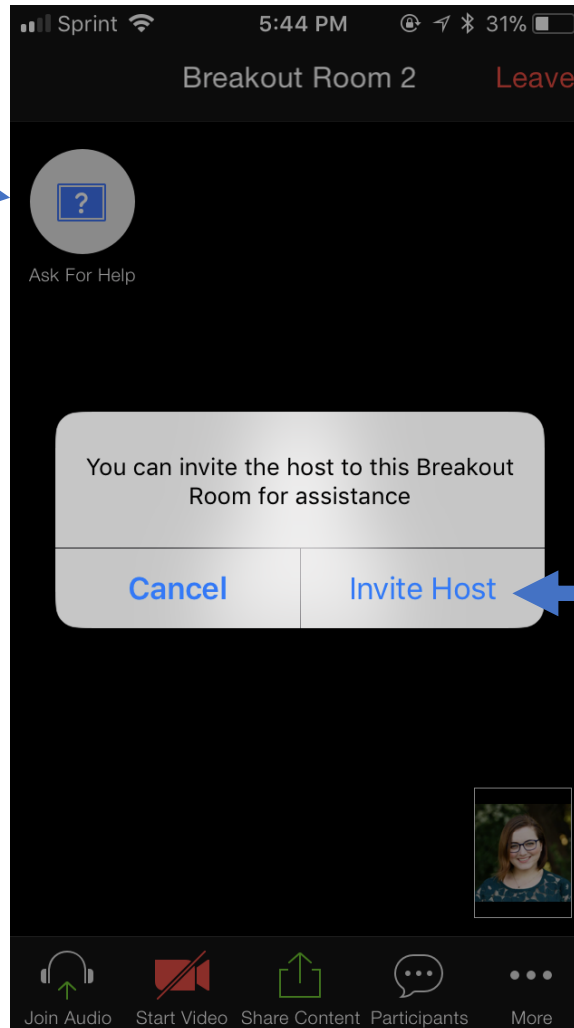 Sprint 5:44 PM 31%
Breakout Room 2 Leave
?
Ask For Help
You can invite the host to this Breakout
Room for assistance
Cancel Invite Host
Join Audio Start Video Share Content Participants More